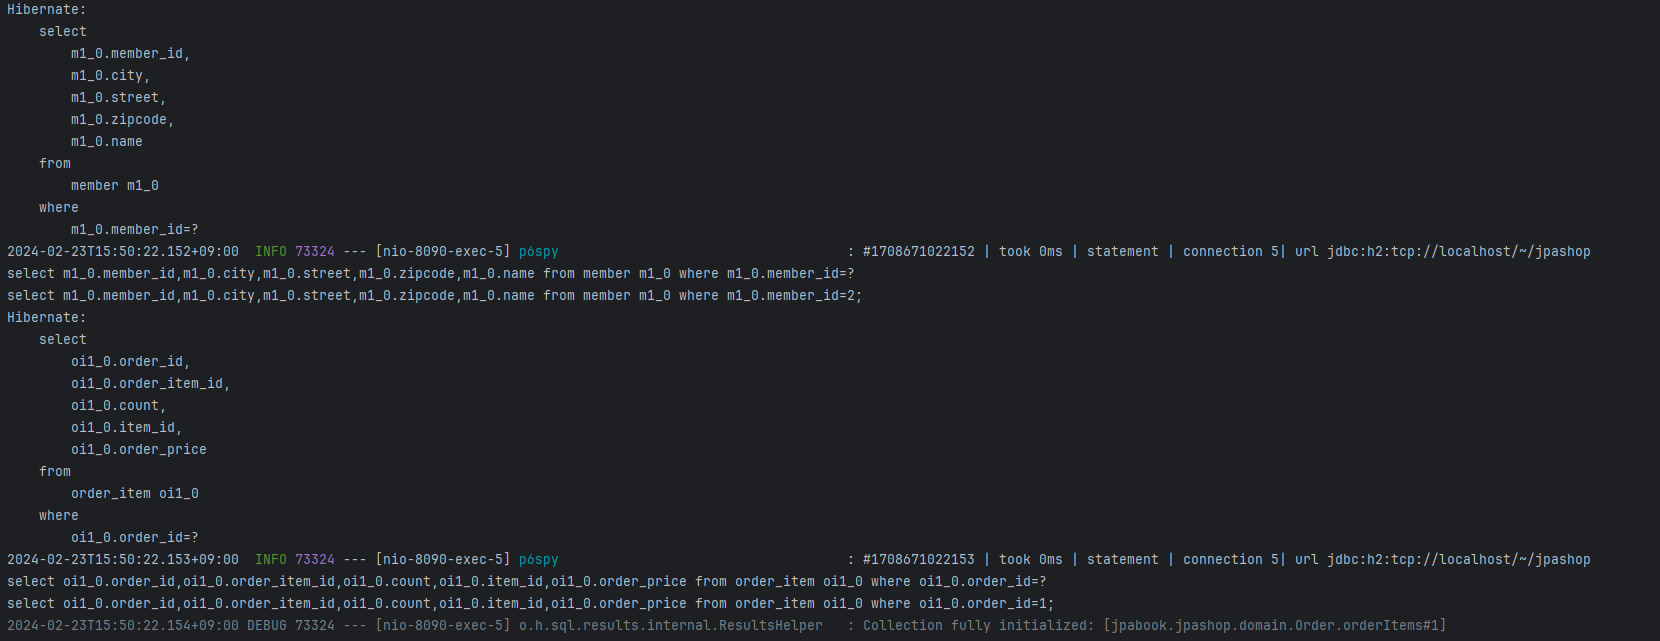 Hibernate:
    select
        m1_0.member_id,
        m1_0.city,
        m1_0.street,
        m1_0.zipcode,
        m1_0.name
    from
        member m1_0
    where
        m1_0.member_id=?
2024-02-23T15:50:22.152+09:00  INFO 73324 --- [nio-8090-exec-5] p6spy                                    : #1708671022152 | took 0ms | statement | connection 5| url jdbc:h2:tcp://localhost/~/jpashop
select m1_0.member_id,m1_0.city,m1_0.street,m1_0.zipcode,m1_0.name from member m1_0 where m1_0.member_id=?
select m1_0.member_id,m1_0.city,m1_0.street,m1_0.zipcode,m1_0.name from member m1_0 where m1_0.member_id=2;
Hibernate:
    select
        oi1_0.order_id,
        oi1_0.order_item_id,
        oi1_0.count,
        oi1_0.item_id,
        oi1_0.order_price
    from
        order_item oi1_0
    where
        oi1_0.order_id=?
2024-02-23T15:50:22.153+09:00  INFO 73324 --- [nio-8090-exec-5] p6spy                                    : #1708671022153 | took 0ms | statement | connection 5| url jdbc:h2:tcp://localhost/~/jpashop
select oi1_0.order_id,oi1_0.order_item_id,oi1_0.count,oi1_0.item_id,oi1_0.order_price from order_item oi1_0 where oi1_0.order_id=?
select oi1_0.order_id,oi1_0.order_item_id,oi1_0.count,oi1_0.item_id,oi1_0.order_price from order_item oi1_0 where oi1_0.order_id=1;
2024-02-23T15:50:22.154+09:00 DEBUG 73324 --- [nio-8090-exec-5] o.h.sql.results.internal.ResultsHelper   : Collection fully initialized: [jpabook.jpashop.domain.Order.orderItems#1]